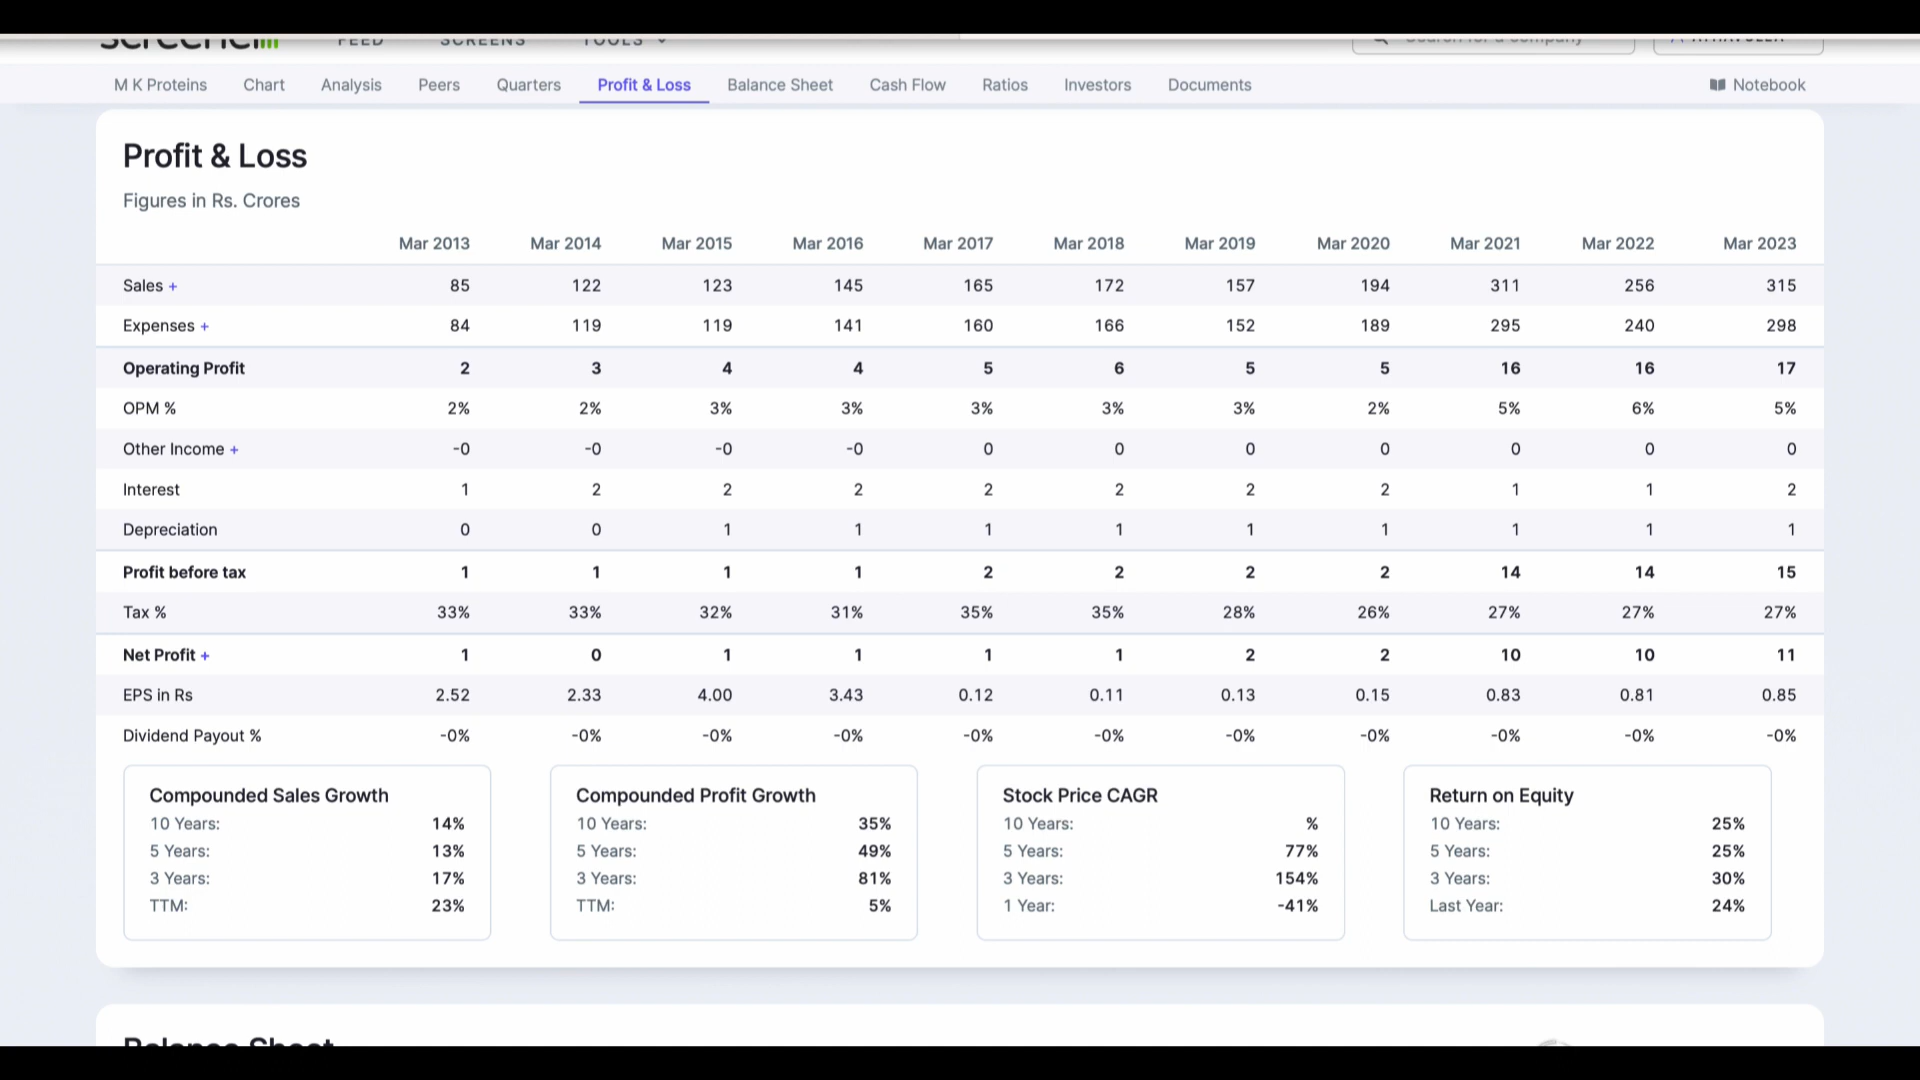 screener
FEED SCREENS TOOLS Search for a company
M K Proteins Chart Analysis Peers Quarters Profit & Loss Balance Sheet Cash Flow Ratios Investors Documents Notebook
Profit & Loss
Figures in Rs. Crores
Mar 2013 Mar 2014 Mar 2015 Mar 2016 Mar 2017 Mar 2018 Mar 2019 Mar 2020 Mar 2021 Mar 2022 Mar 2023
Sales + 85 122 123 145 165 172 157 194 311 256 315
Expenses + 84 119 119 141 160 166 152 189 295 240 298
Operating Profit 2 3 4 4 5 6 5 5 16 16 17
OPM % 2% 2% 3% 3% 3% 3% 3% 2% 5% 6% 5%
Other Income + -0 -0 -0 -0 0 0 0 0 0 0 0
Interest 1 2 2 2 2 2 2 2 1 1 2
Depreciation 0 0 1 1 1 1 1 1 1 1 1
Profit before tax 1 1 1 1 2 2 2 2 14 14 15
Tax % 33% 33% 32% 31% 35% 35% 28% 26% 27% 27% 27%
Net Profit + 1 0 1 1 1 1 2 2 10 10 11
EPS in Rs 2.52 2.33 4.00 3.43 0.12 0.11 0.13 0.15 0.83 0.81 0.85
Dividend Payout % -0% -0% -0% -0% -0% -0% -0% -0% -0% -0% -0%
Compounded Sales Growth
10 Years: 14%
5 Years: 13%
3 Years: 17%
TTM: 23%
Compounded Profit Growth
10 Years: 35%
5 Years: 49%
3 Years: 81%
TTM: 5%
Stock Price CAGR
10 Years: %
5 Years: 77%
3 Years: 154%
1 Year: -41%
Return on Equity
10 Years: 25%
5 Years: 25%
3 Years: 30%
Last Year: 24%
Balance Sheet